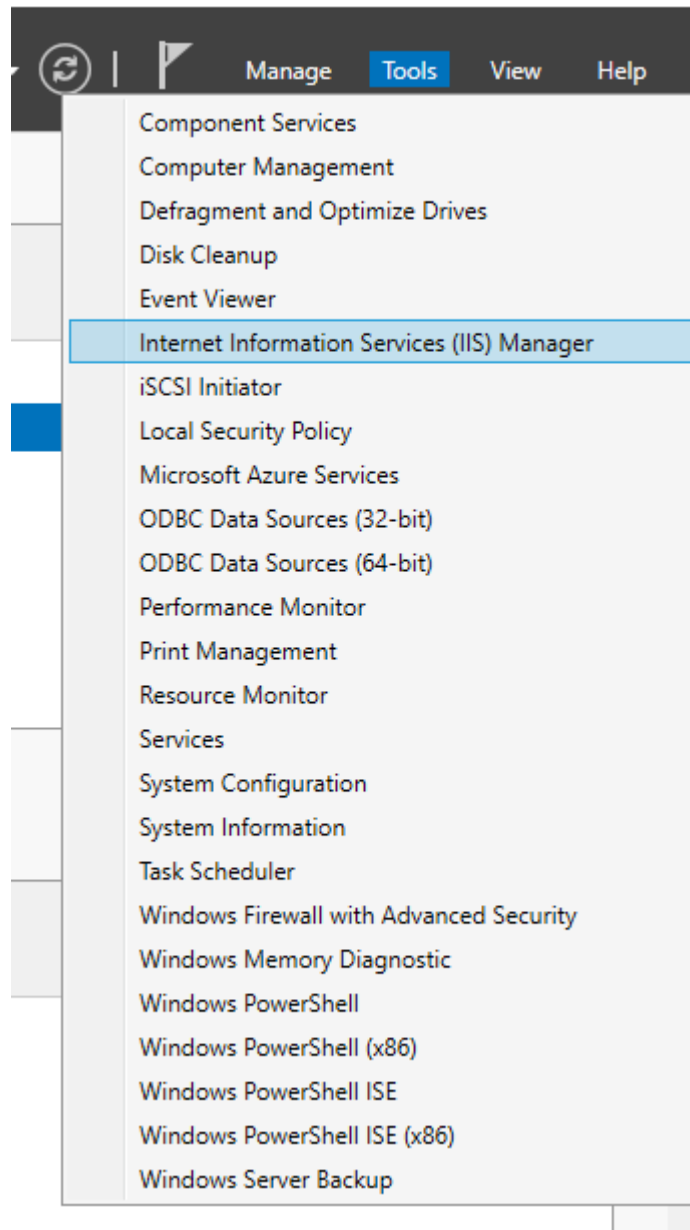 Manage Tools View Help
Component Services
Computer Management
Defragment and Optimize Drives
Disk Cleanup
Event Viewer
Internet Information Services (IIS) Manager
iSCSI Initiator
Local Security Policy
Microsoft Azure Services
ODBC Data Sources (32-bit)
ODBC Data Sources (64-bit)
Performance Monitor
Print Management
Resource Monitor
Services
System Configuration
System Information
Task Scheduler
Windows Firewall with Advanced Security
Windows Memory Diagnostic
Windows PowerShell
Windows PowerShell (x86)
Windows PowerShell ISE
Windows PowerShell ISE (x86)
Windows Server Backup